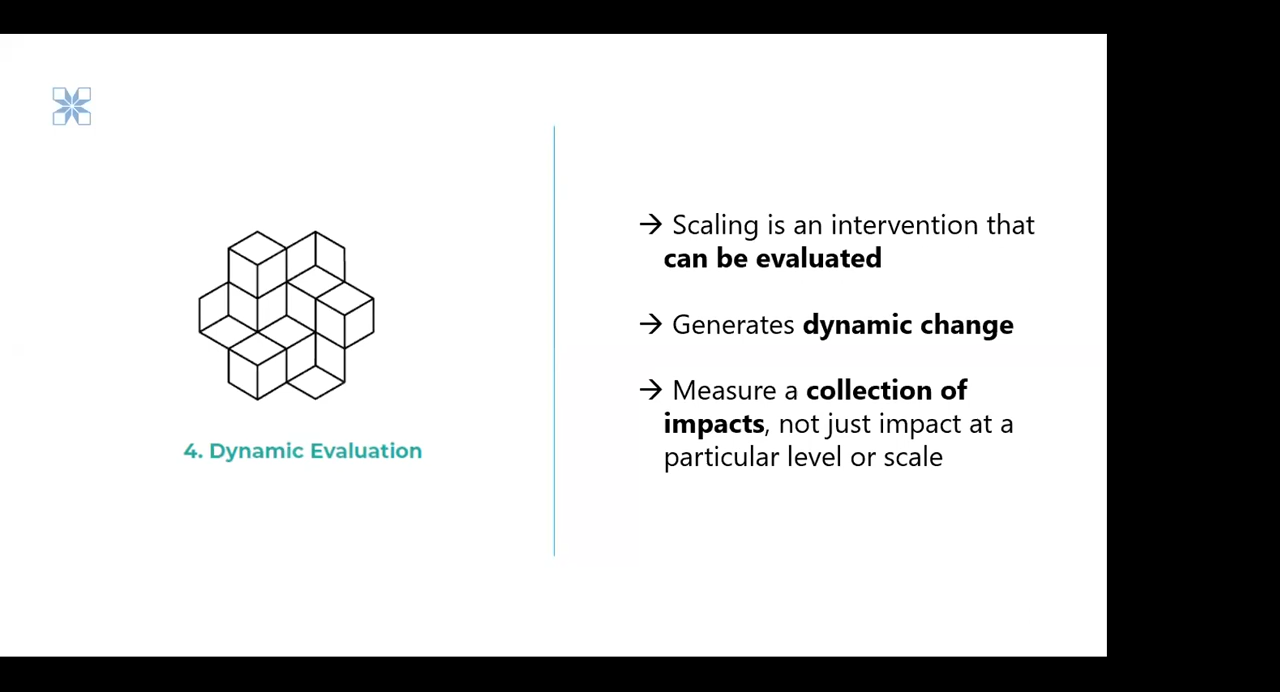 4. Dynamic Evaluation
→ Scaling is an intervention that
can be evaluated
→ Generates dynamic change
→ Measure a collection of
impacts, not just impact at a
particular level or scale